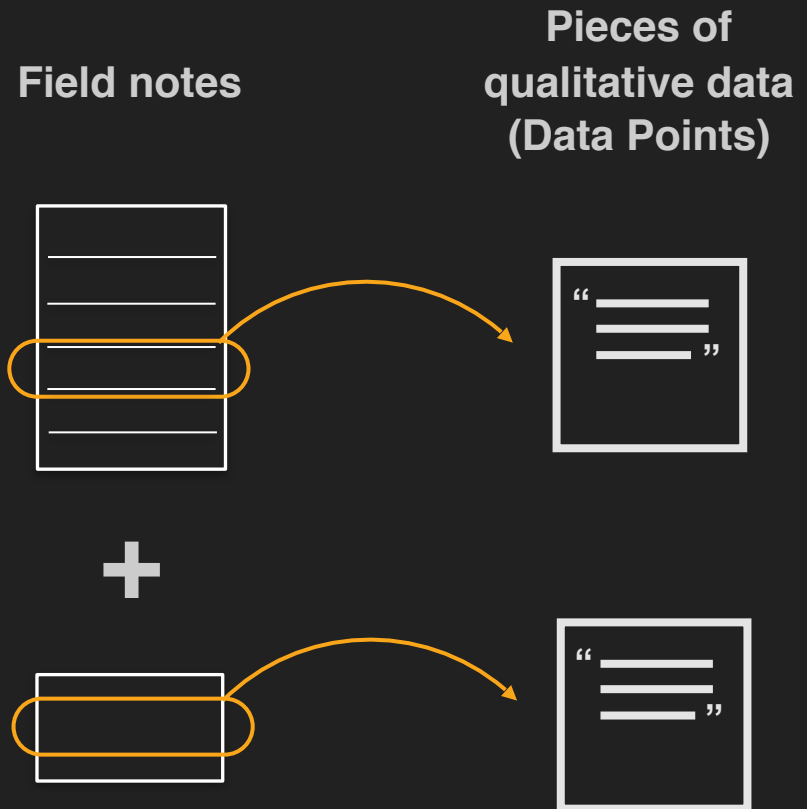 Field notes
Pieces of
qualitative data
(Data Points)
+
“ ”
“ ”